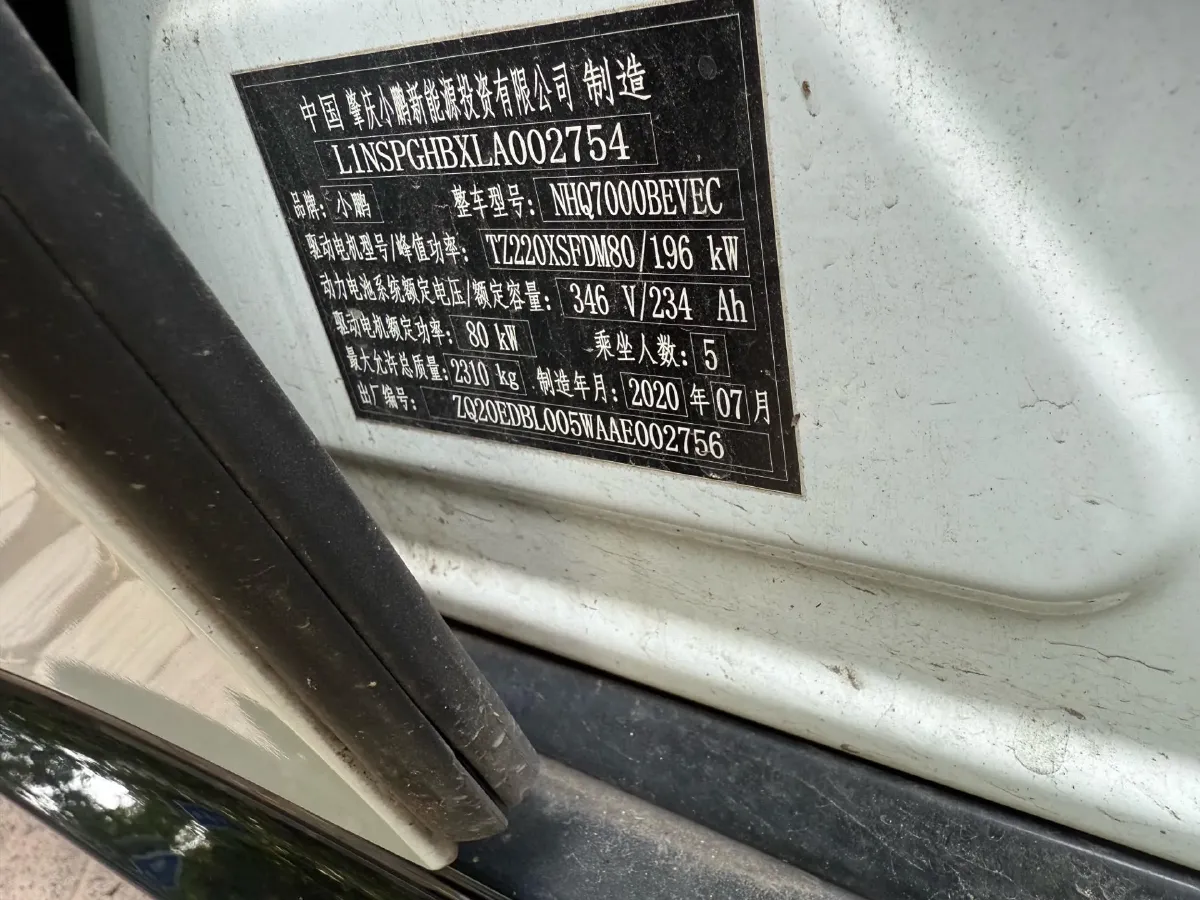 中国 肇庆小鹏新能源投资有限公司 制造
L1NSPGHBXLA002754
品牌: 小鹏 整车型号: NHQ7000BEVEC
驱动电机型号/峰值功率: TZ220XSFDM80/196 kW
动力电池系统额定电压/额定容量: 346 V/234 Ah
驱动电机额定功率: 80 kW 乘坐人数: 5
最大允许总质量: 2310 kg 制造年月: 2020 年 07 月
出厂编号: ZQ20EDBL005WAAE002756